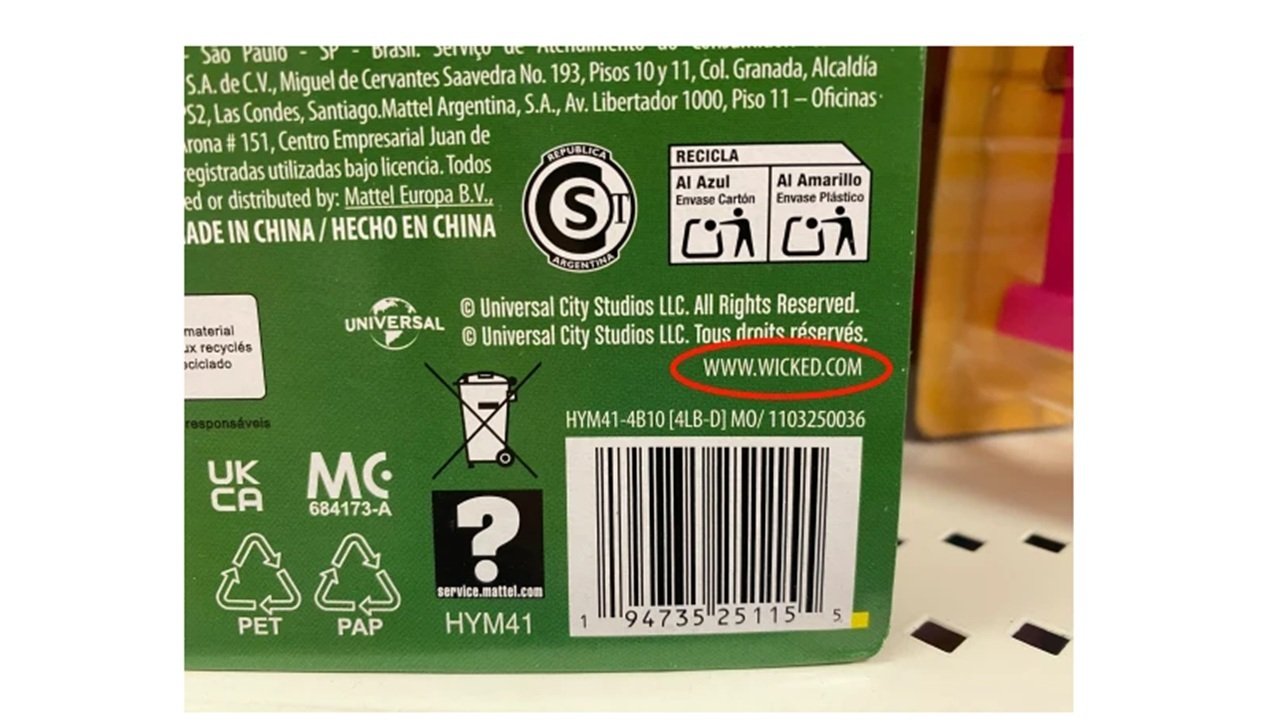 São Paulo - SP - Brasil. Serviço de Atendimento ao
S.A. de C.V., Miguel de Cervantes Saavedra No. 193, Pisos 10 y 11, Col. Granada, Alcaldía
PS2, Las Condes, Santiago.Mattel Argentina, S.A., Av. Libertador 1000, Piso 11 – Oficinas
# 151, Centro Empresarial Juan de
registradas utilizadas bajo licencia. Todos
ed or distributed by: Mattel Europa B.V.,
ADE IN CHINA / HECHO EN CHINA
REPUBLICA
S
T
ARGENTINA
RECICLA
Al Azul
Envase Cartón
Al Amarillo
Envase Plástico
UNIVERSAL
© Universal City Studios LLC. All Rights Reserved.
© Universal City Studios LLC. Tous droits réservés.
WWW.WICKED.COM
material
ux recyclés
eciclado
responsáveis
HYM41-4B10 [4LB-D] MO/ 1103250036
UK
CA
MC
684173-A
?
service.mattel.com
HYM41
PET
PAP
1 94735 25115 5